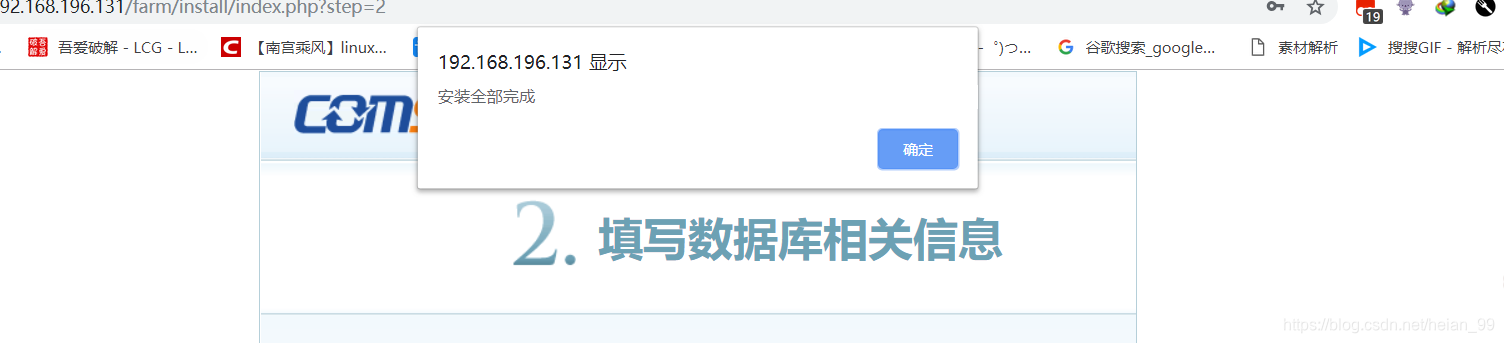 92.168.196.131/farm/install/index.php?step=2
19
吾爱破解 - LCG - L...
【南宫乘风】linux...
- ゜)つ...
谷歌搜索_google...
素材解析
搜搜GIF - 解析尽
192.168.196.131 显示
安装全部完成
确定
COMS
2. 填写数据库相关信息
https://blog.csdn.net/heian_99